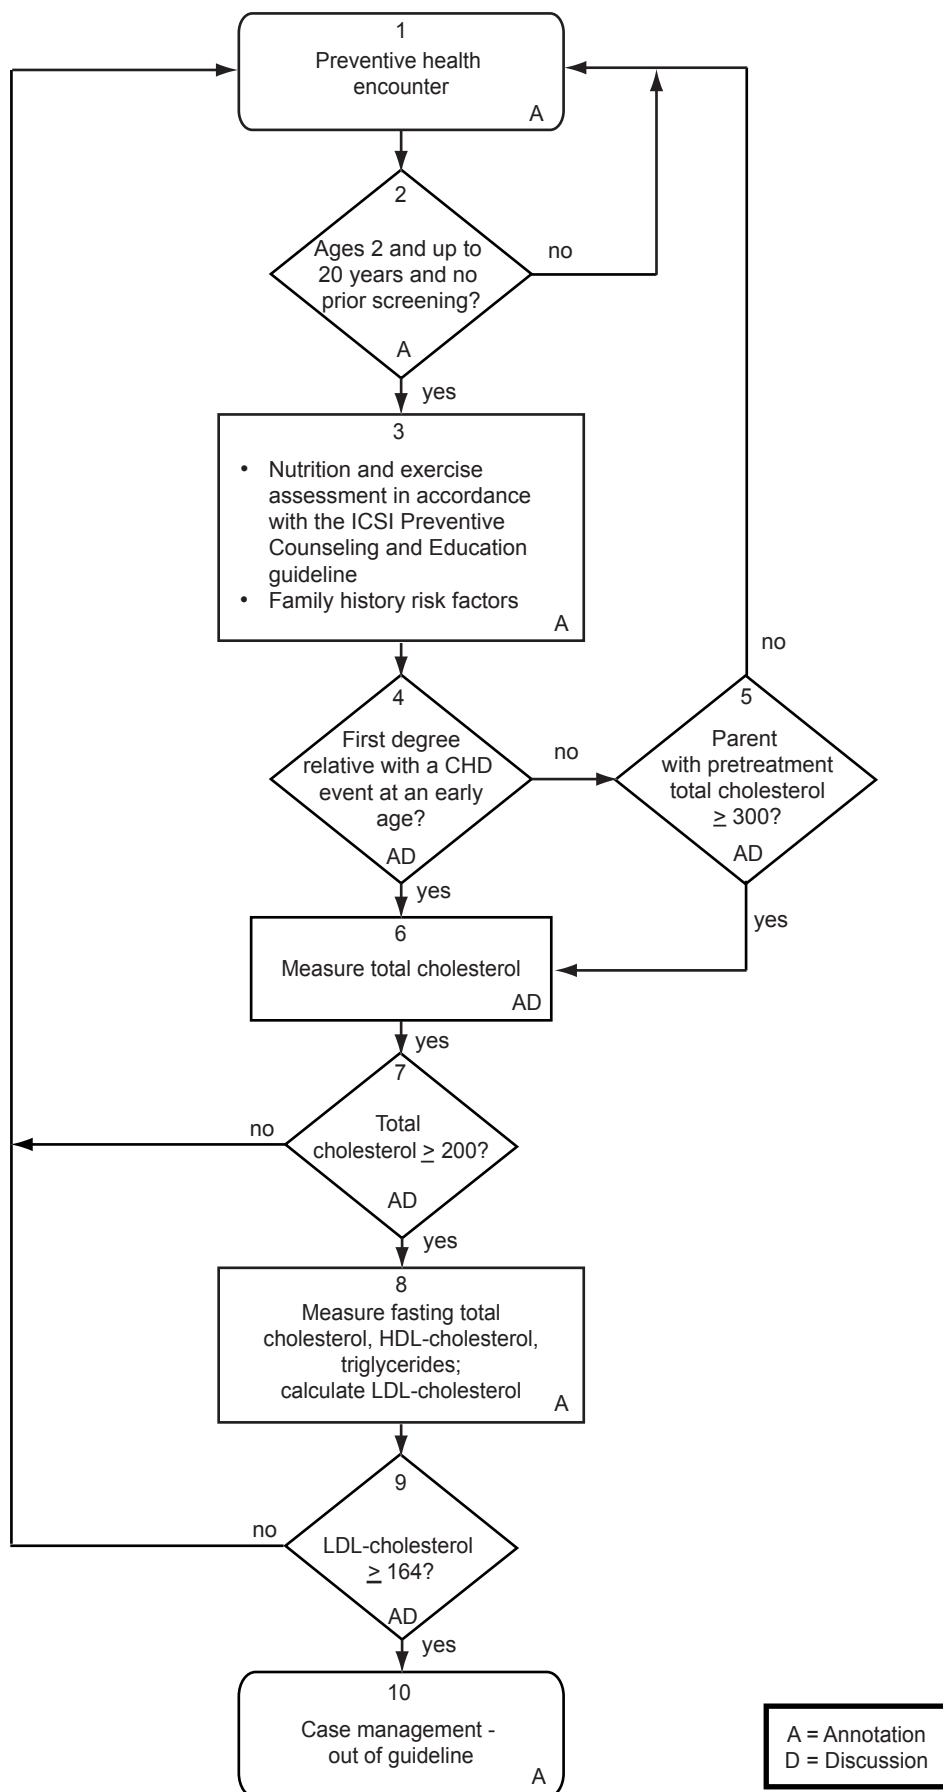 1
Preventive health
encounter
A
2
Ages 2 and up to
20 years and no
prior screening?
A
no
yes
3
• Nutrition and exercise
assessment in accordance
with the ICSI Preventive
Counseling and Education
guideline
• Family history risk factors
A
4
First degree
relative with a CHD
event at an early
age?
AD
no
yes
5
Parent
with pretreatment
total cholesterol
≥ 300?
AD
no
yes
6
Measure total cholesterol
AD
yes
7
Total
cholesterol ≥ 200?
AD
no
yes
8
Measure fasting total
cholesterol, HDL-cholesterol,
triglycerides;
calculate LDL-cholesterol
A
9
LDL-cholesterol
≥ 164?
AD
no
yes
10
Case management -
out of guideline
A
A = Annotation
D = Discussion